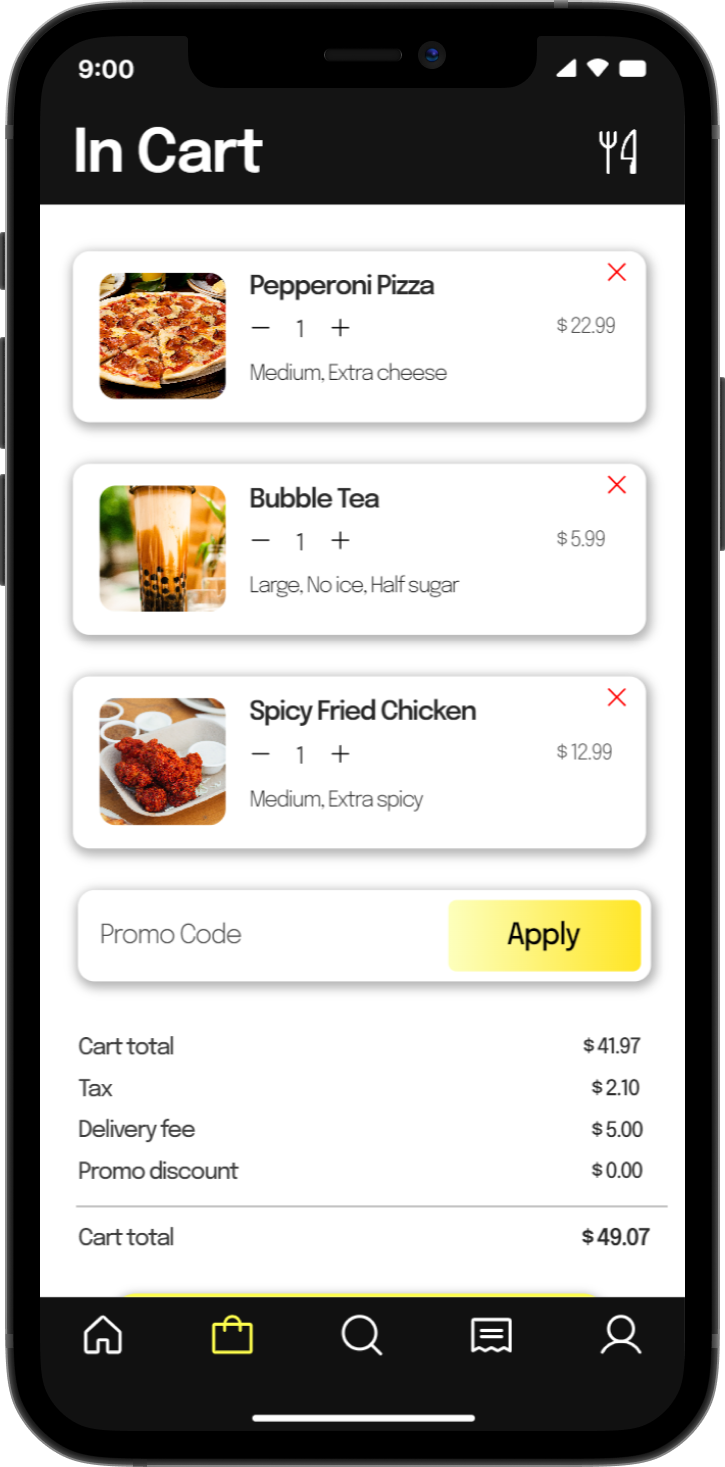 9:00
In Cart
Pepperoni Pizza
1
$22.99
Medium, Extra cheese
Bubble Tea
1
$5.99
Large, No ice, Half sugar
Spicy Fried Chicken
1
$12.99
Medium, Extra spicy
Promo Code Apply
Cart total $41.97
Tax $2.10
Delivery fee $5.00
Promo discount $0.00
Cart total $49.07